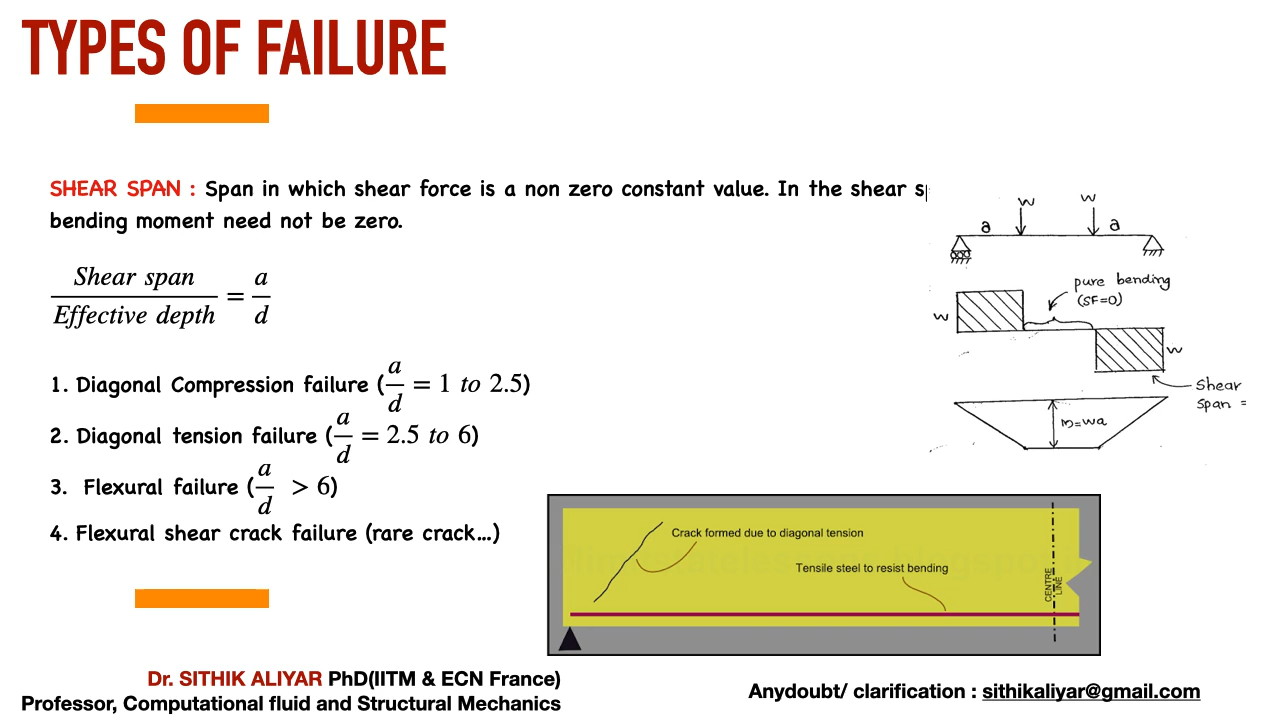 TYPES OF FAILURE
SHEAR SPAN : Span in which shear force is a non zero constant value. In the shear
bending moment need not be zero.
Shear span / Effective depth = a / d
1. Diagonal Compression failure (a/d = 1 to 2.5)
2. Diagonal tension failure (a/d = 2.5 to 6)
3. Flexural failure (a/d > 6)
4. Flexural shear crack failure (rare crack...)
w w
a a
pure bending
(SF=0)
w
w
Shear
span =
M=wa
Crack formed due to diagonal tension
Tensile steel to resist bending
CENTRE
LINE
Dr. SITHIK ALIYAR PhD(IITM & ECN France)
Professor, Computational fluid and Structural Mechanics
Anydoubt/ clarification : sithikaliyar@gmail.com